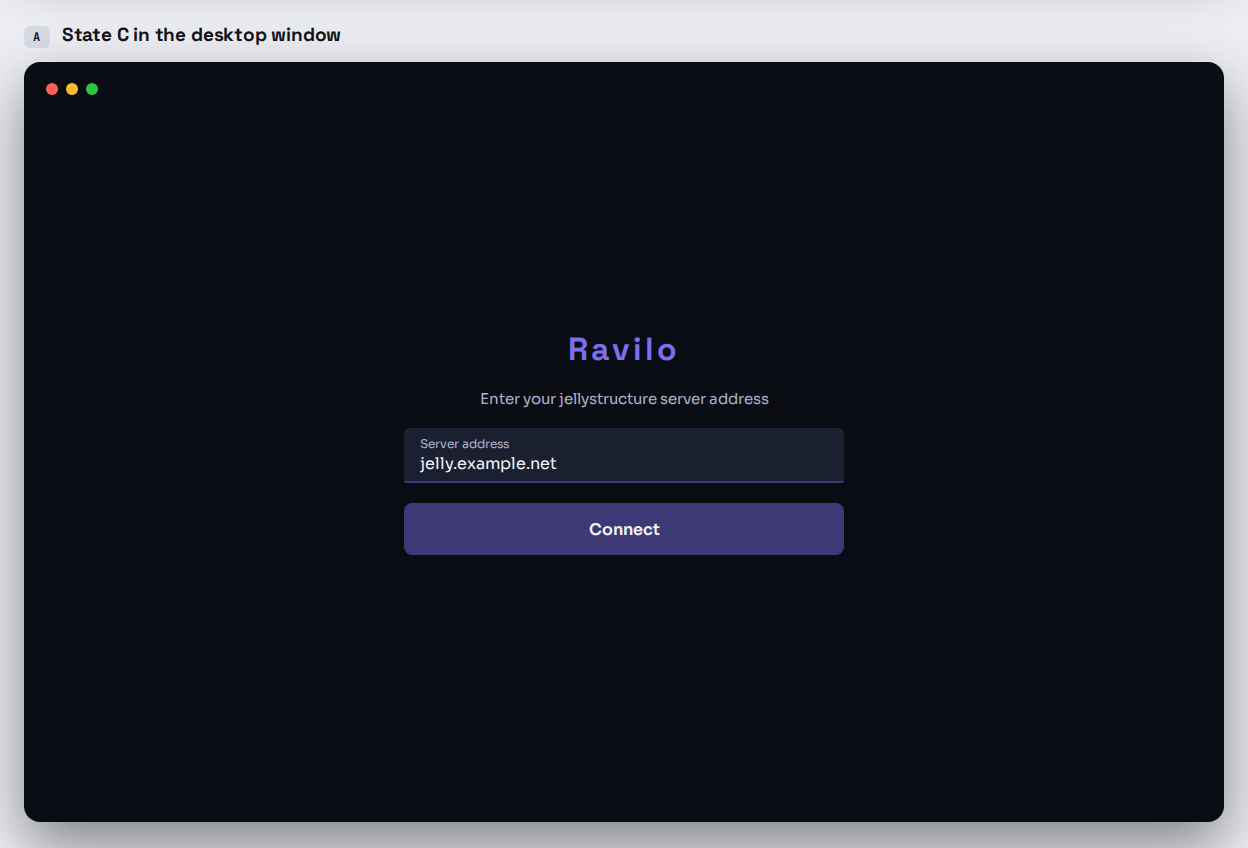 A State C in the desktop window
Ravilo
Enter your jellystructure server address
Server address
jelly.example.net
Connect